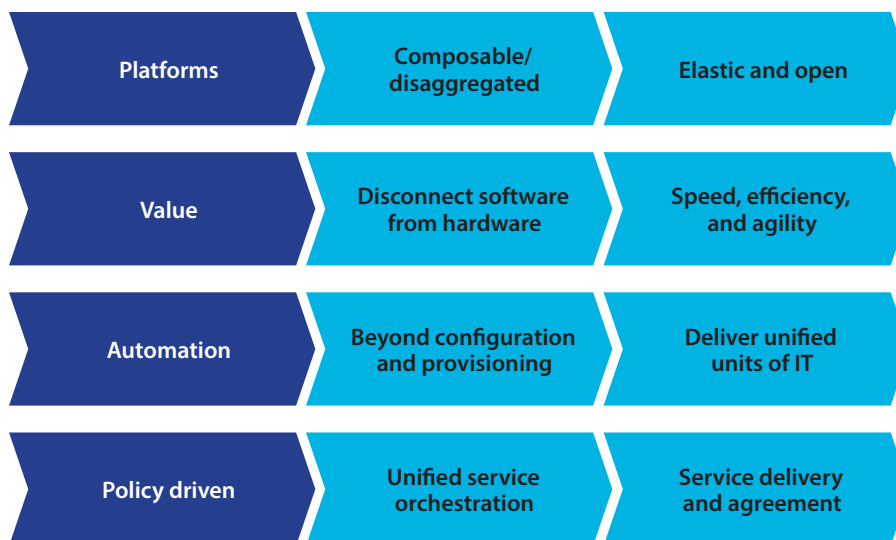 Platforms
Composable/
disaggregated
Elastic and open
Value
Disconnect software
from hardware
Speed, efficiency,
and agility
Automation
Beyond configuration
and provisioning
Deliver unified
units of IT
Policy driven
Unified service
orchestration
Service delivery
and agreement